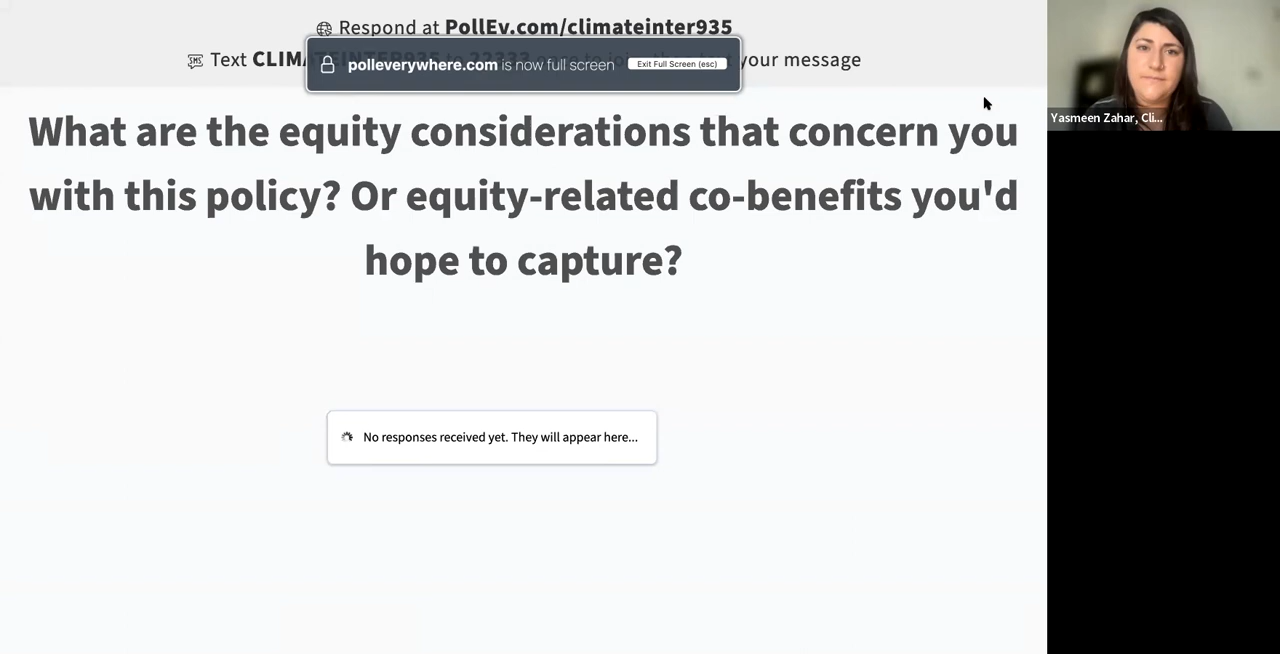 Respond at PollEv.com/climateinter935
Text CLIM your message
polleverywhere.com is now full screen Exit Full Screen (esc)
What are the equity considerations that concern you
with this policy? Or equity-related co-benefits you'd
hope to capture?
No responses received yet. They will appear here...
Yasmeen Zahar, Cli...